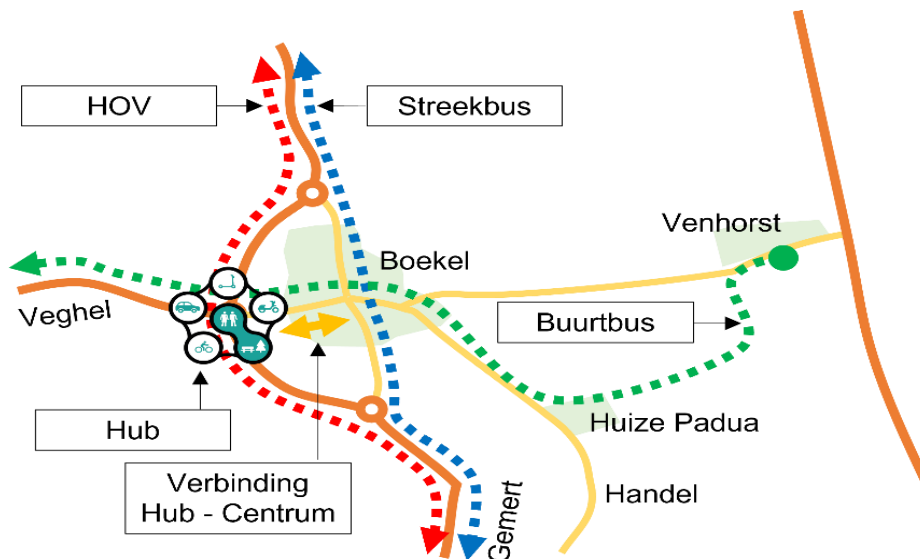 HOV
Streekbus
Venhorst
Boekel
Veghel
Buurtbus
Huize Padua
Hub
Verbinding
Hub - Centrum
Handel
Gemert